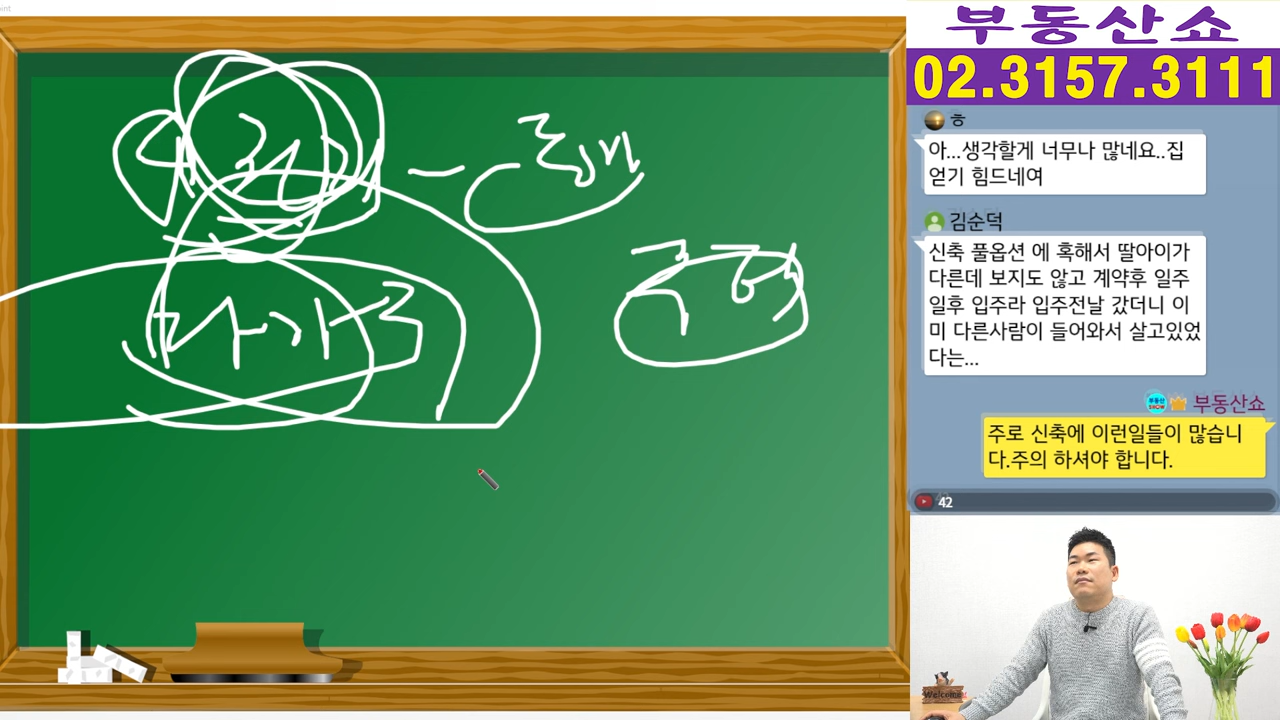 부동산쇼
02.3157.3111
ㅎ
아...생각할게 너무나 많네요..집
얻기 힘드네여
김순덕
신축 풀옵션 에 혹해서 딸아이가
다른데 보지도 않고 계약후 일주
일후 입주라 입주전날 갔더니 이
미 다른사람이 들어와서 살고있었
다는...
부동산쇼
주로 신축에 이런일들이 많습니
다.주의 하셔야 합니다.
42
Welcome
다가구